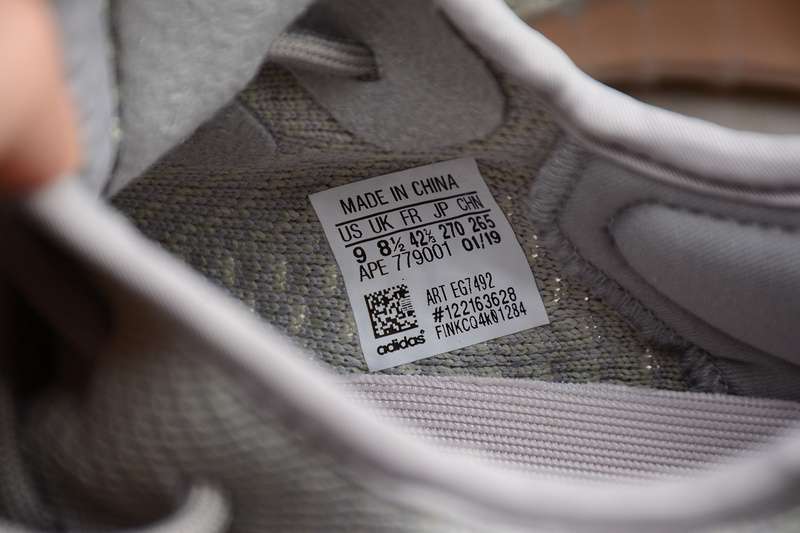 MADE IN CHINA
US UK FR JP CHN
9 8½ 42⅔ 270 265
APE 779001 01/19
ART EG7492
#122163628
FINKCQ4K01284
adidas